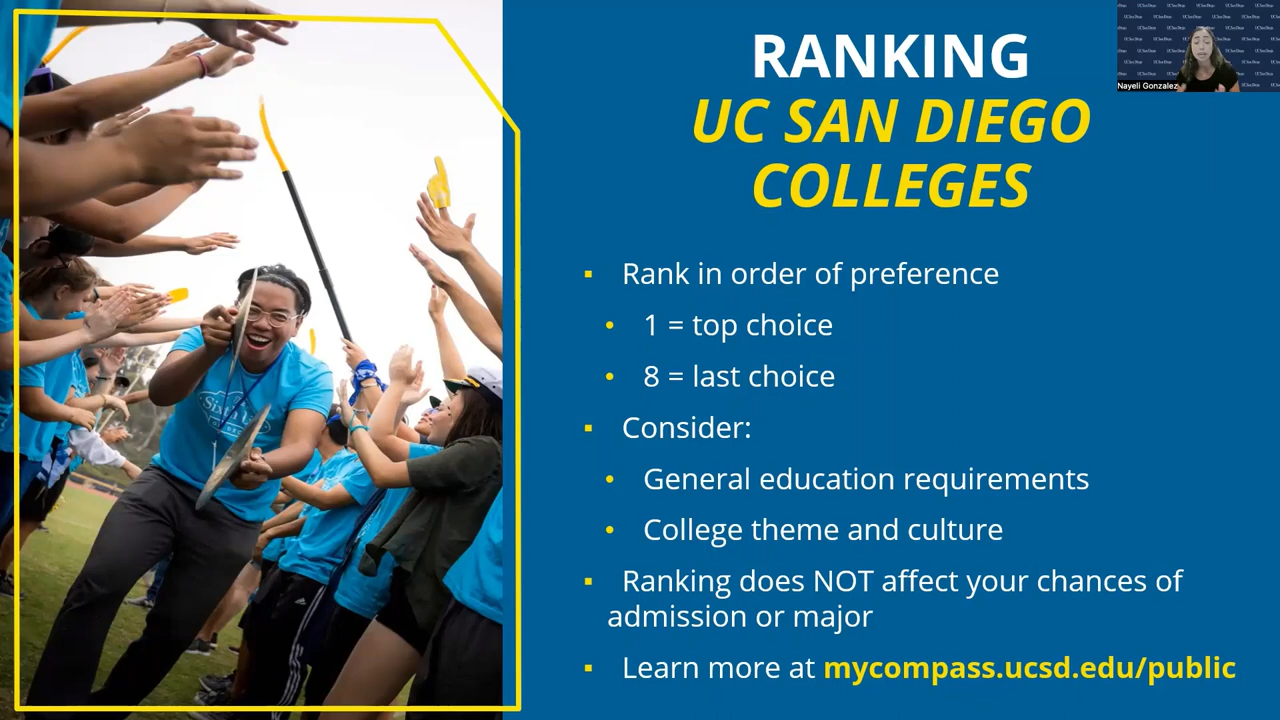 RANKING
UC SAN DIEGO
COLLEGES
Nayeli Gonzalez
▪ Rank in order of preference
• 1 = top choice
• 8 = last choice
▪ Consider:
• General education requirements
• College theme and culture
▪ Ranking does NOT affect your chances of
admission or major
▪ Learn more at mycompass.ucsd.edu/public
Sixth